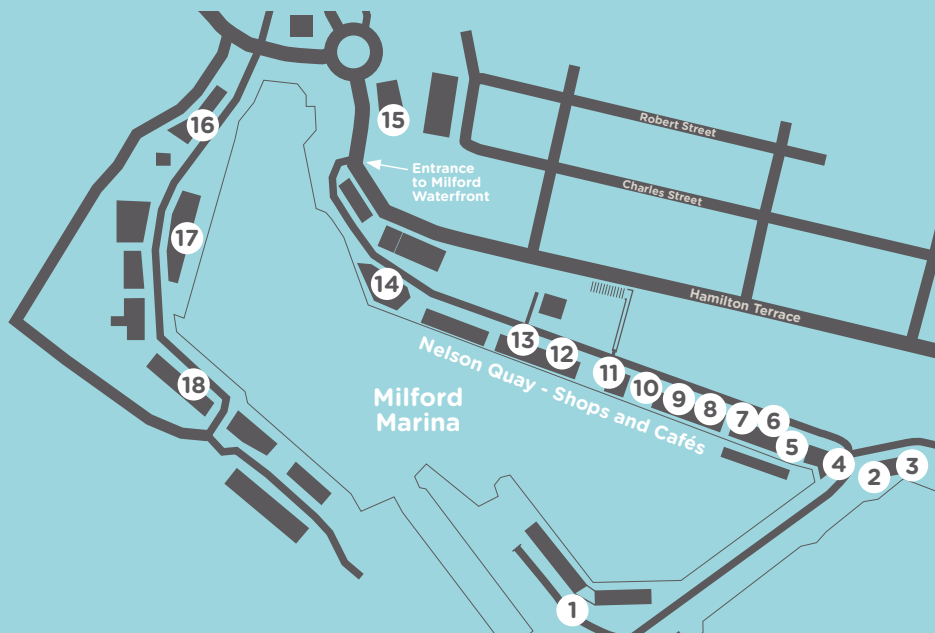 16
15
Robert Street
Entrance
to Milford
Waterfront
Charles Street
17
14
Hamilton Terrace
Nelson Quay - Shops and Cafés
13
12
11
10
9
8
7
6
5
4
2
3
18
Milford
Marina
1